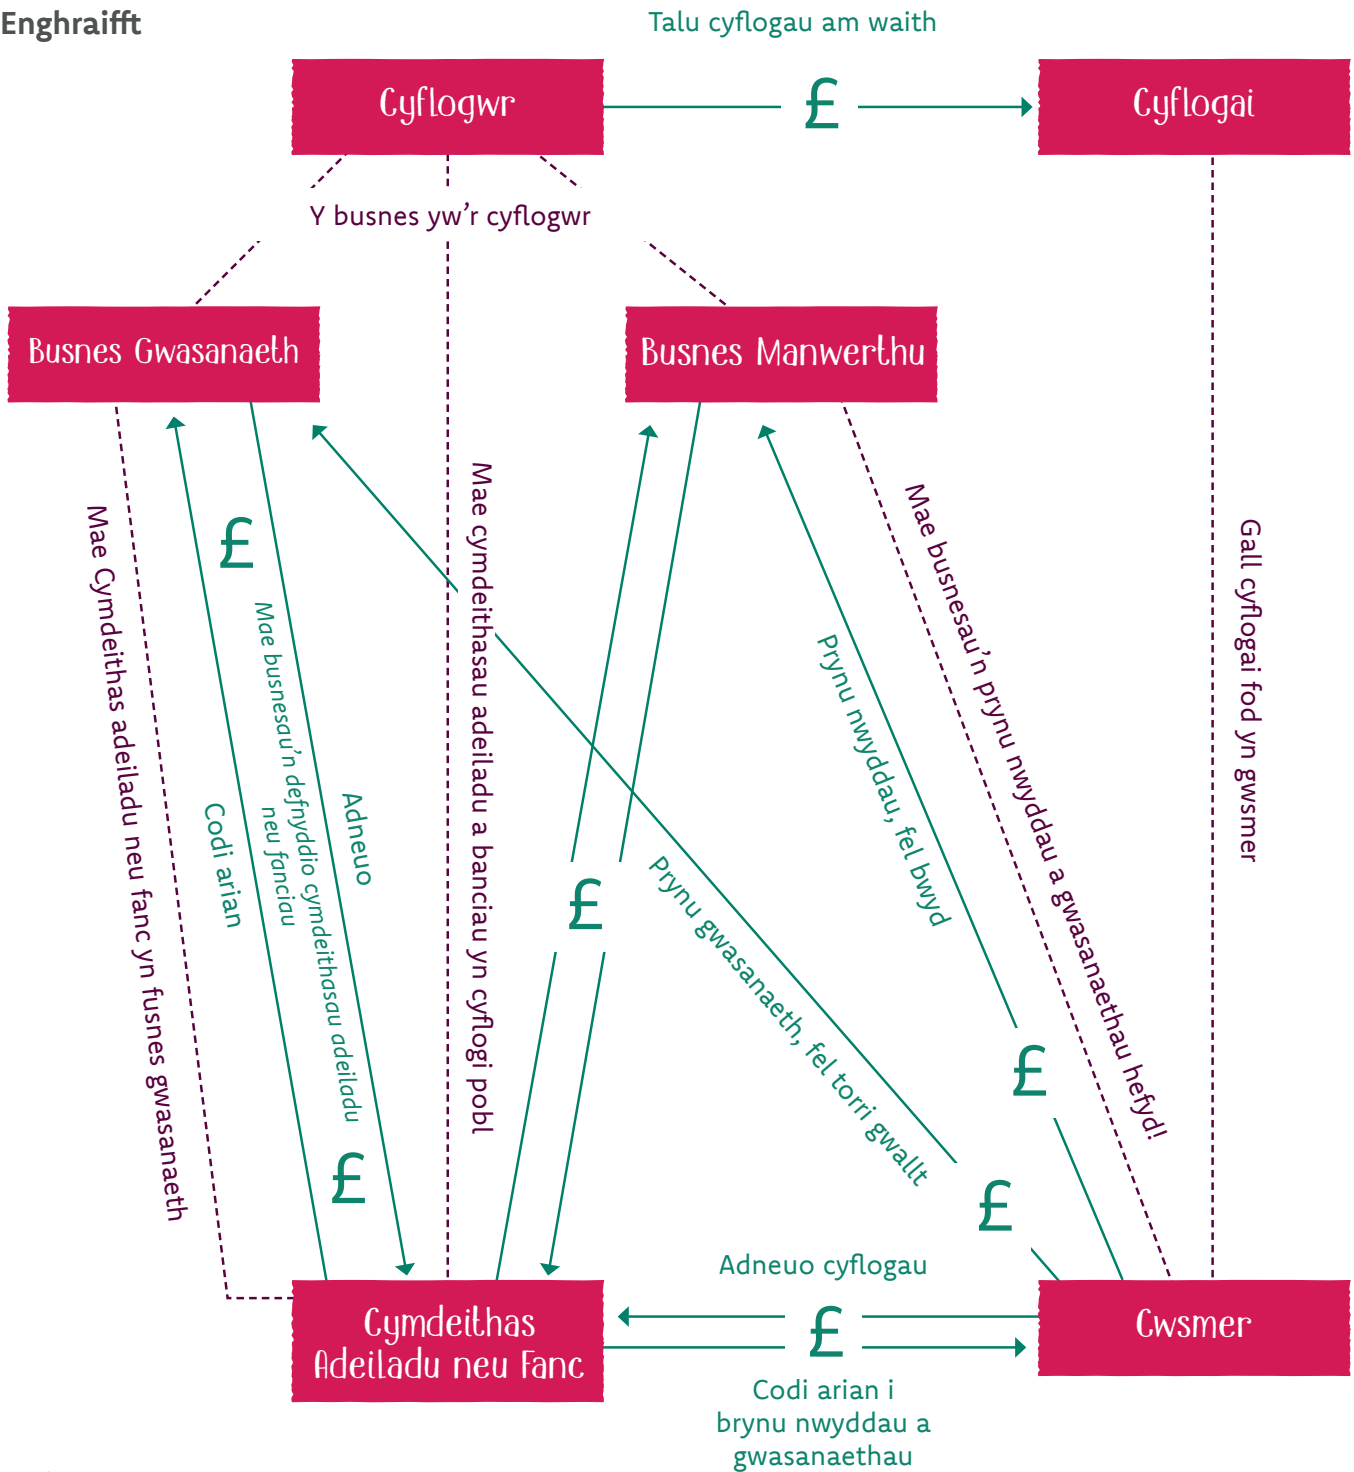 Enghraifft
Talu cyflogau am waith
Cyflogwr
£
Cyflogai
Y busnes yw’r cyflogwr
Busnes Gwasanaeth
Busnes Manwerthu
Mae Cymdeithas adeiladu neu fanc yn fusnes gwasanaeth
Codi arian
£
Mae busnesau’n defnyddio cymdeithasau adeiladu
neu fanciau
£
Adneuo
Mae cymdeithasau adeiladu a banciau yn cyflogi pobl
£
Prynu gwasanaeth, fel torri gwallt
£
Prynu nwyddau, fel bwyd
£
Mae busnesau’n prynu nwyddau a gwasanaethau hefyd!
Gall cyflogai fod yn gwsmer
Cymdeithas
Adeiladu neu Fanc
Adneuo cyflogau
£
Codi arian i
brynu nwyddau a
gwasanaethau
Cwsmer